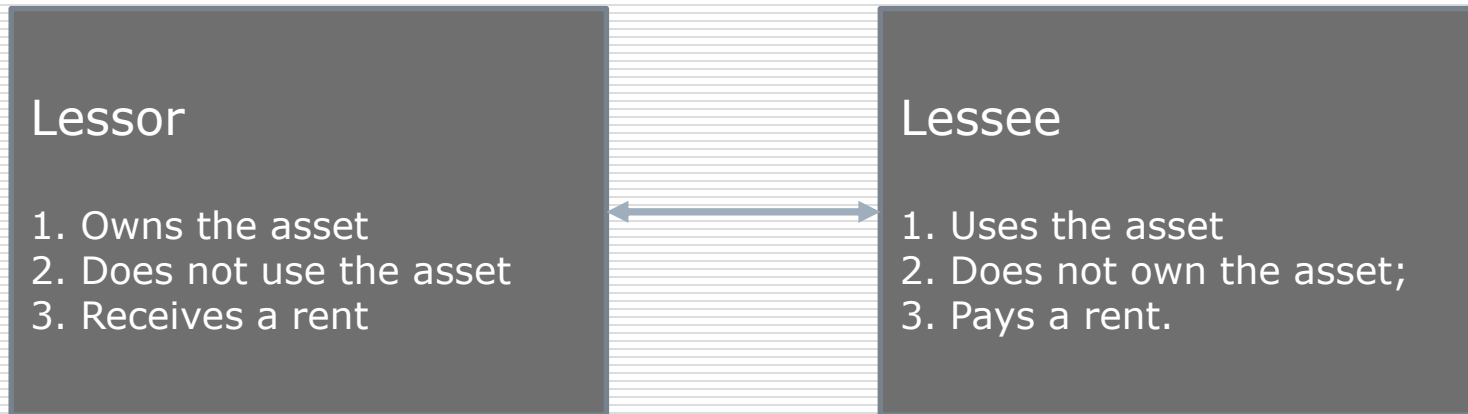 Lessor
1. Owns the asset
2. Does not use the asset
3. Receives a rent
Lessee
1. Uses the asset
2. Does not own the asset;
3. Pays a rent.